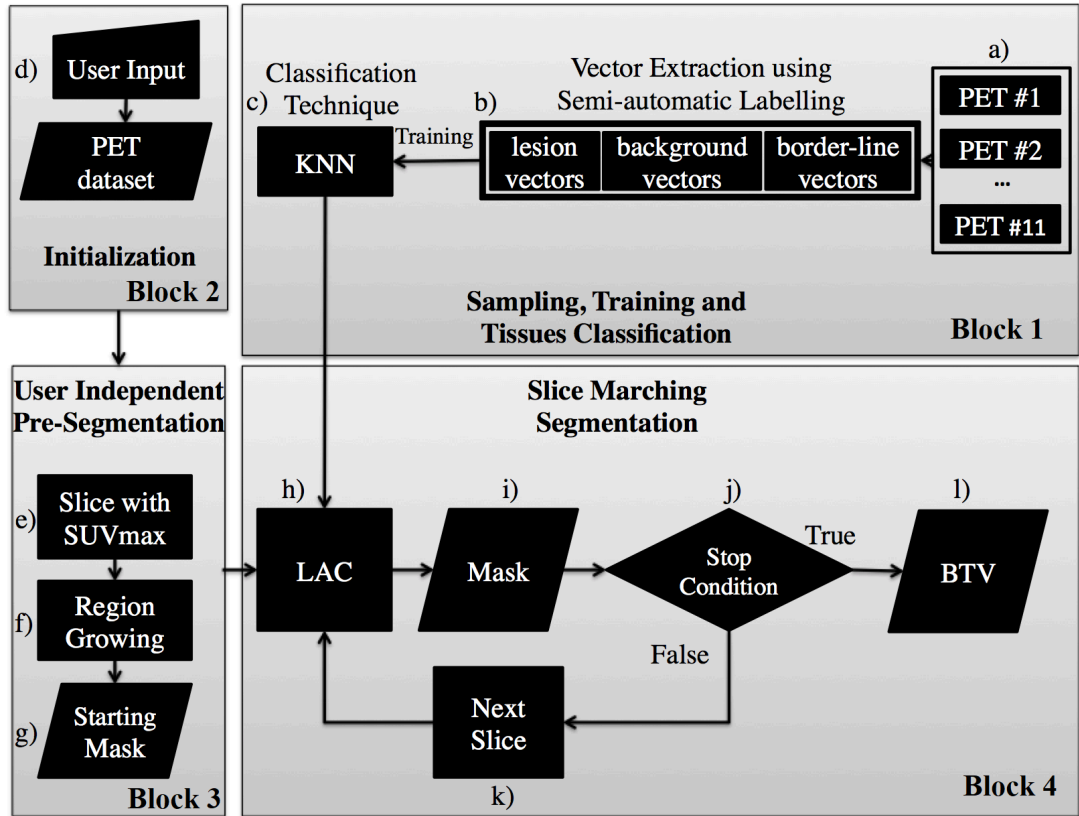 d)
User Input
PET
dataset
Initialization
Block 2
a)
PET #1
PET #2
...
PET #11
Vector Extraction using
Semi-automatic Labelling
b)
lesion
vectors
background
vectors
border-line
vectors
Training
Classification
Technique
c)
KNN
Sampling, Training and
Tissues Classification
Block 1
User Independent
Pre-Segmentation
e)
Slice with
SUVmax
f)
Region
Growing
g)
Starting
Mask
Block 3
Slice Marching
Segmentation
h)
LAC
i)
Mask
j)
Stop
Condition
True
False
l)
BTV
Next
Slice
k)
Block 4